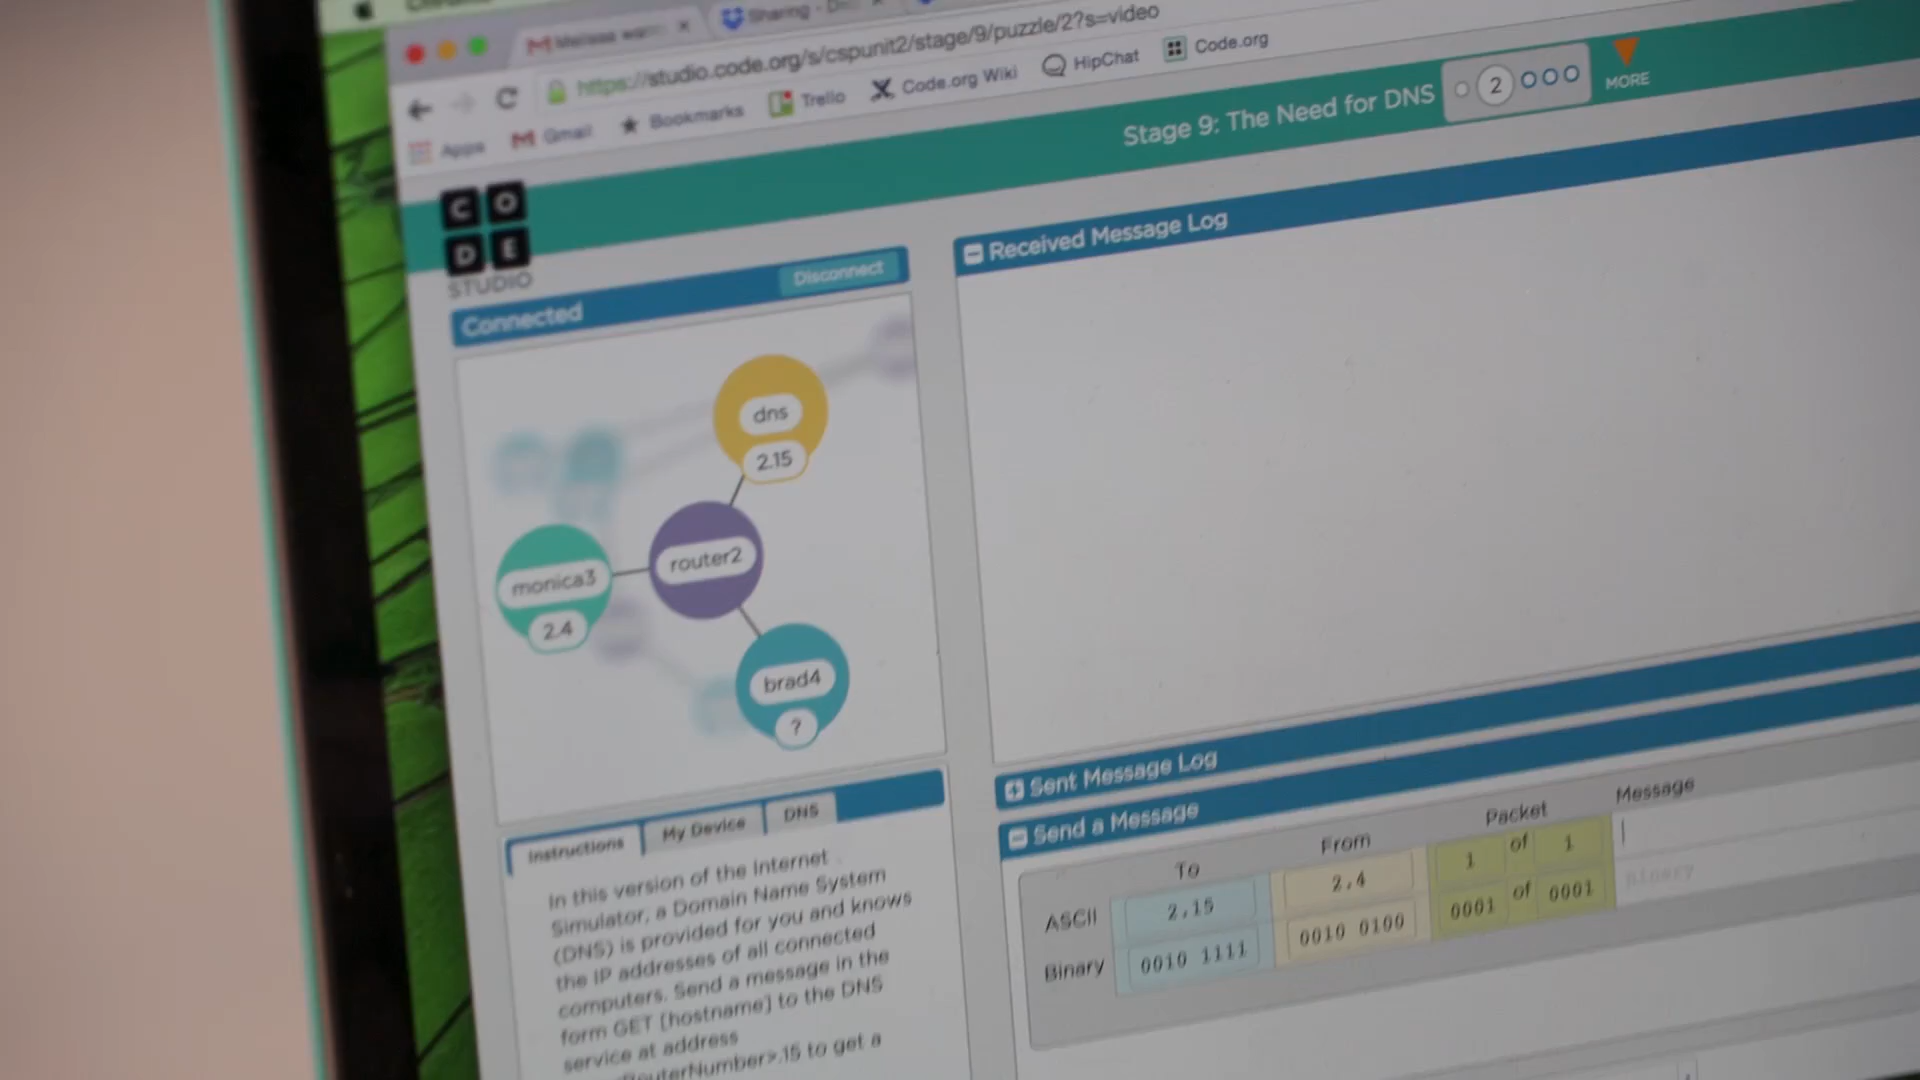 Sharing - D
https://studio.code.org/s/cspunit2/stage/9/puzzle/2?s=video
Apps Gmail Bookmarks Trello Code.org Wiki HipChat Code.org
Stage 9: The Need for DNS 2 MORE
C O
D E
STUDIO
Connected Disconnect
dns
2.15
router2
monica3
2.4
brad4
?
Instructions My Device DNS
In this version of the Internet
Simulator, a Domain Name System
(DNS) is provided for you and knows
the IP addresses of all connected
computers. Send a message in the
form GET [hostname] to the DNS
service at address
RouterNumber>.15 to get a
Received Message Log
Sent Message Log
Send a Message
To From Packet Message
ASCII 2.15 2.4 1 of 1
Binary 0010 1111 0010 0100 0001 of 0001 Binary